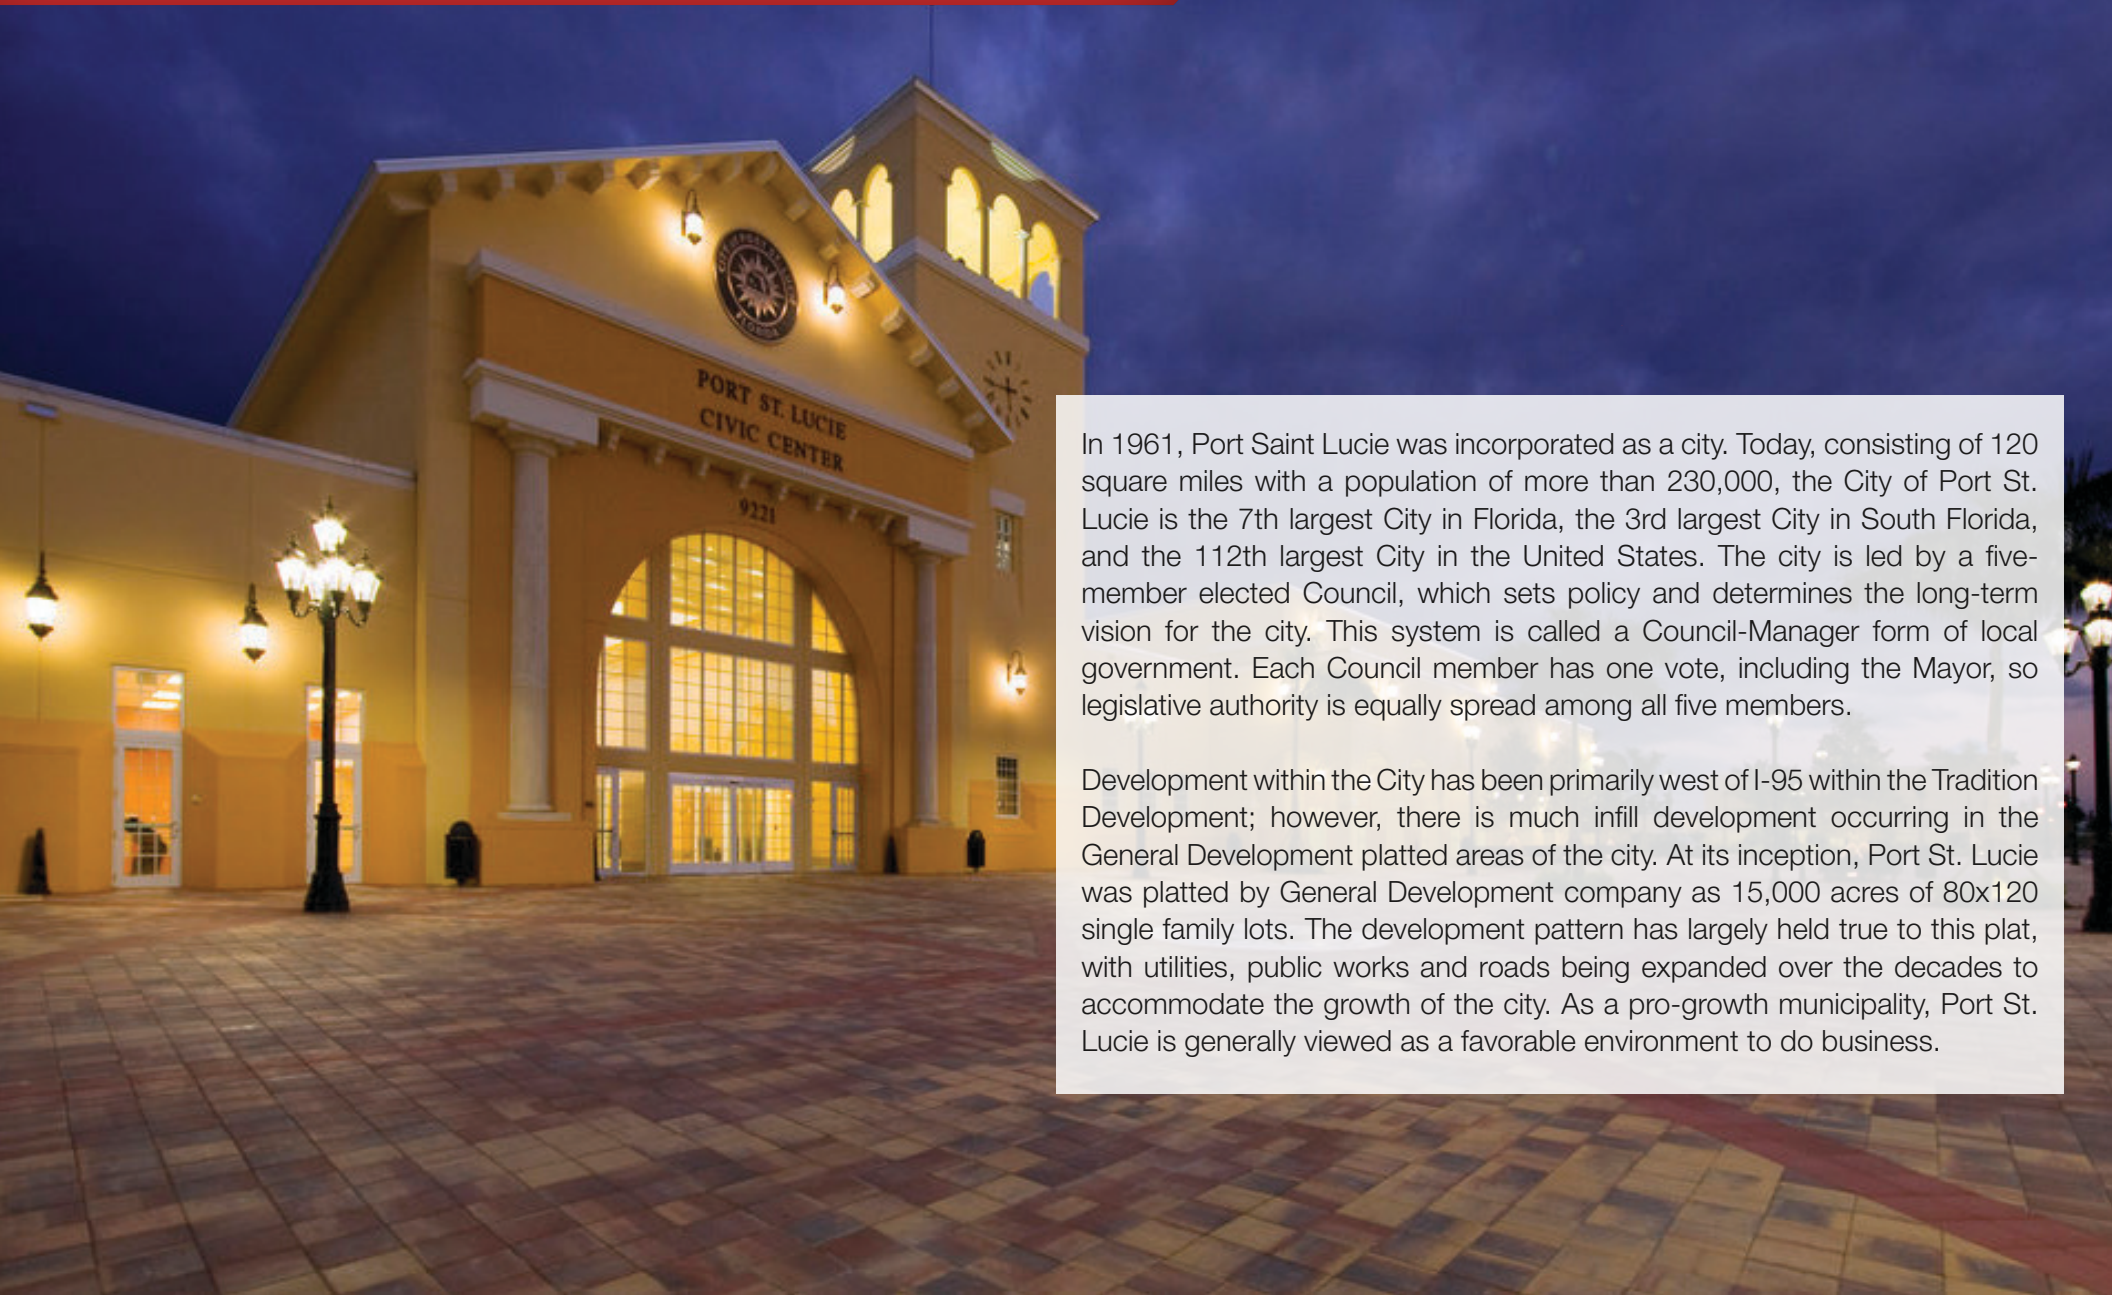 PORT ST. LUCIE
CIVIC CENTER
9221
FLORIDA
In 1961, Port Saint Lucie was incorporated as a city. Today, consisting of 120
square miles with a population of more than 230,000, the City of Port St.
Lucie is the 7th largest City in Florida, the 3rd largest City in South Florida,
and the 112th largest City in the United States. The city is led by a five-
member elected Council, which sets policy and determines the long-term
vision for the city. This system is called a Council-Manager form of local
government. Each Council member has one vote, including the Mayor, so
legislative authority is equally spread among all five members.
Development within the City has been primarily west of I-95 within the Tradition
Development; however, there is much infill development occurring in the
General Development platted areas of the city. At its inception, Port St. Lucie
was platted by General Development company as 15,000 acres of 80x120
single family lots. The development pattern has largely held true to this plat,
with utilities, public works and roads being expanded over the decades to
accommodate the growth of the city. As a pro-growth municipality, Port St.
Lucie is generally viewed as a favorable environment to do business.